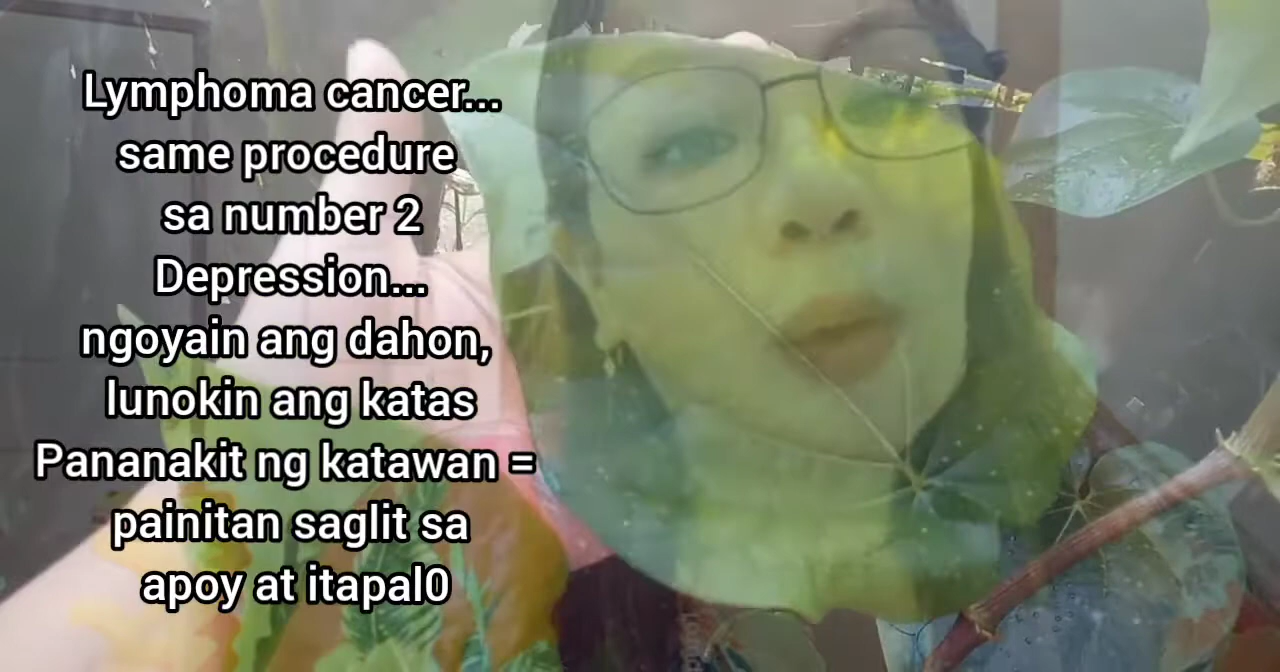 Lymphoma cancer...
same procedure
sa number 2
Depression...
ngoyain ang dahon,
lunokin ang katas
Pananakit ng katawan =
painitan saglit sa
apoy at itapal0